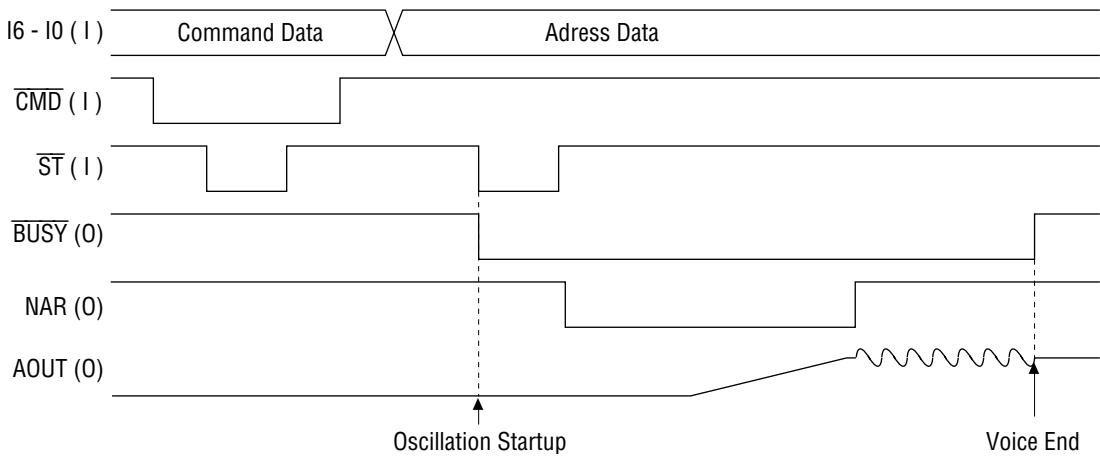 I6 - I0 ( I ) Command Data Adress Data
CMD ( I )
ST ( I )
BUSY (O)
NAR (O)
AOUT (O)
Oscillation Startup Voice End